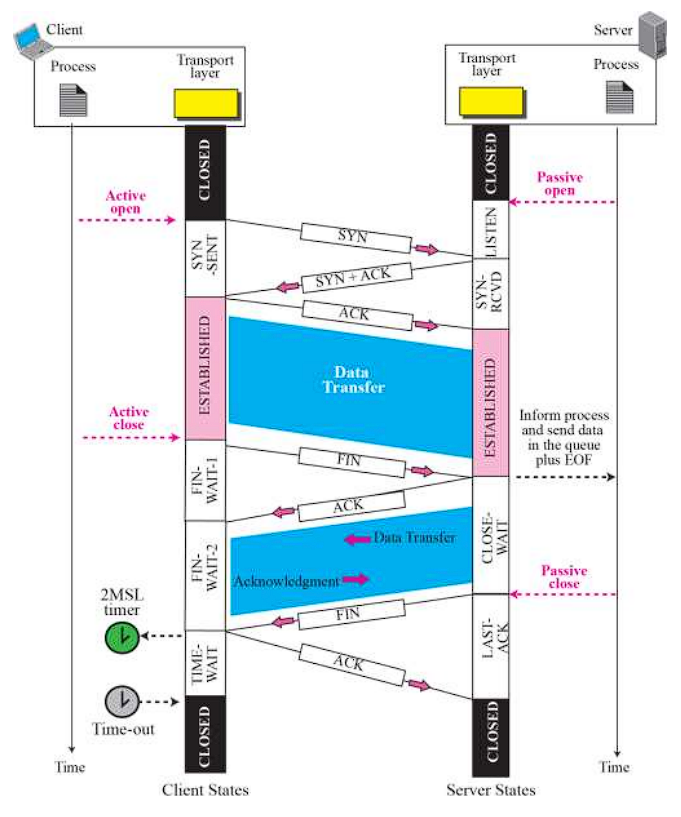 Client
Server
Process
Transport
layer
Transport
layer
Process
CLOSED
CLOSED
Active
open
Passive
open
SYN
-SENT
SYN
LISTEN
SYN + ACK
SYN-
RCVD
ACK
ESTABLISHED
Data
Transfer
ESTABLISHED
Active
close
Inform process
and send data
in the queue
plus EOF
FIN
FIN-
WAIT-1
ACK
CLOSE-
WAIT
FIN-
WAIT-2
Data Transfer
Acknowledgment
Passive
close
2MSL
timer
FIN
LAST-
ACK
TIME-
WAIT
ACK
Time-out
CLOSED
CLOSED
Time
Time
Client States
Server States